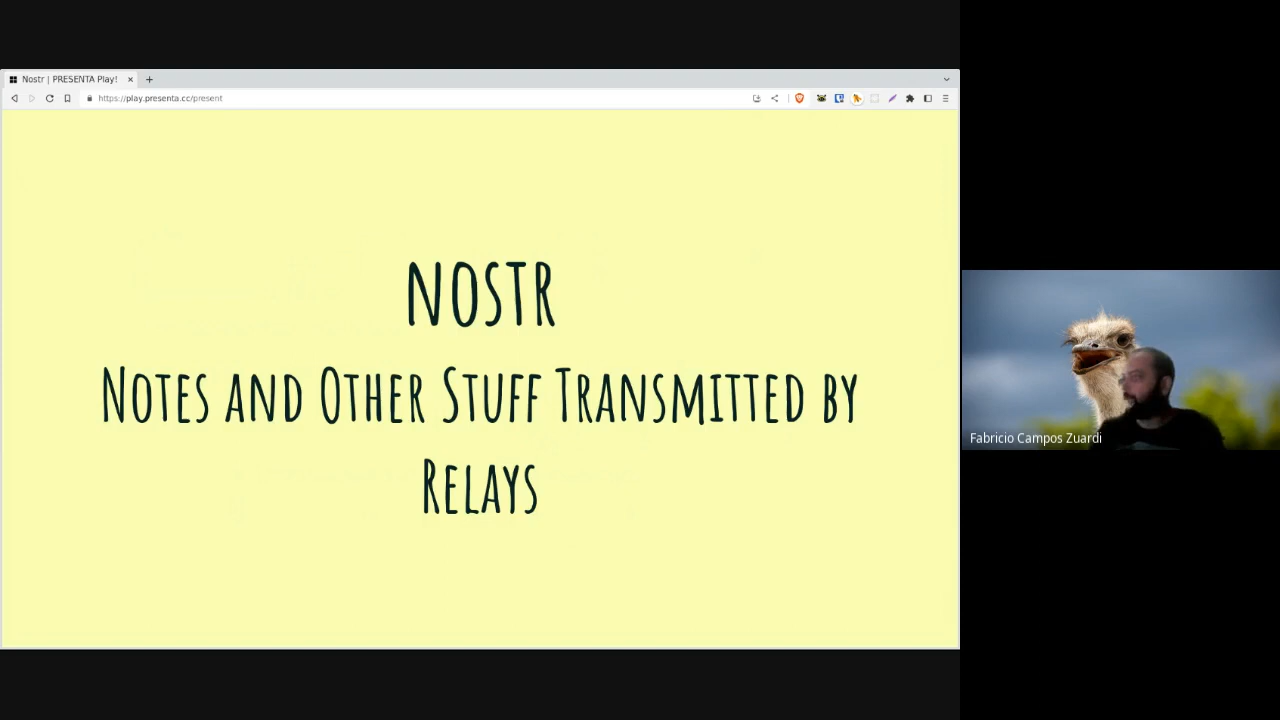 Nostr | PRESENTA Play!
https://play.presenta.cc/present
NOSTR
NOTES AND OTHER STUFF TRANSMITTED BY
RELAYS
Fabricio Campos Zuardi